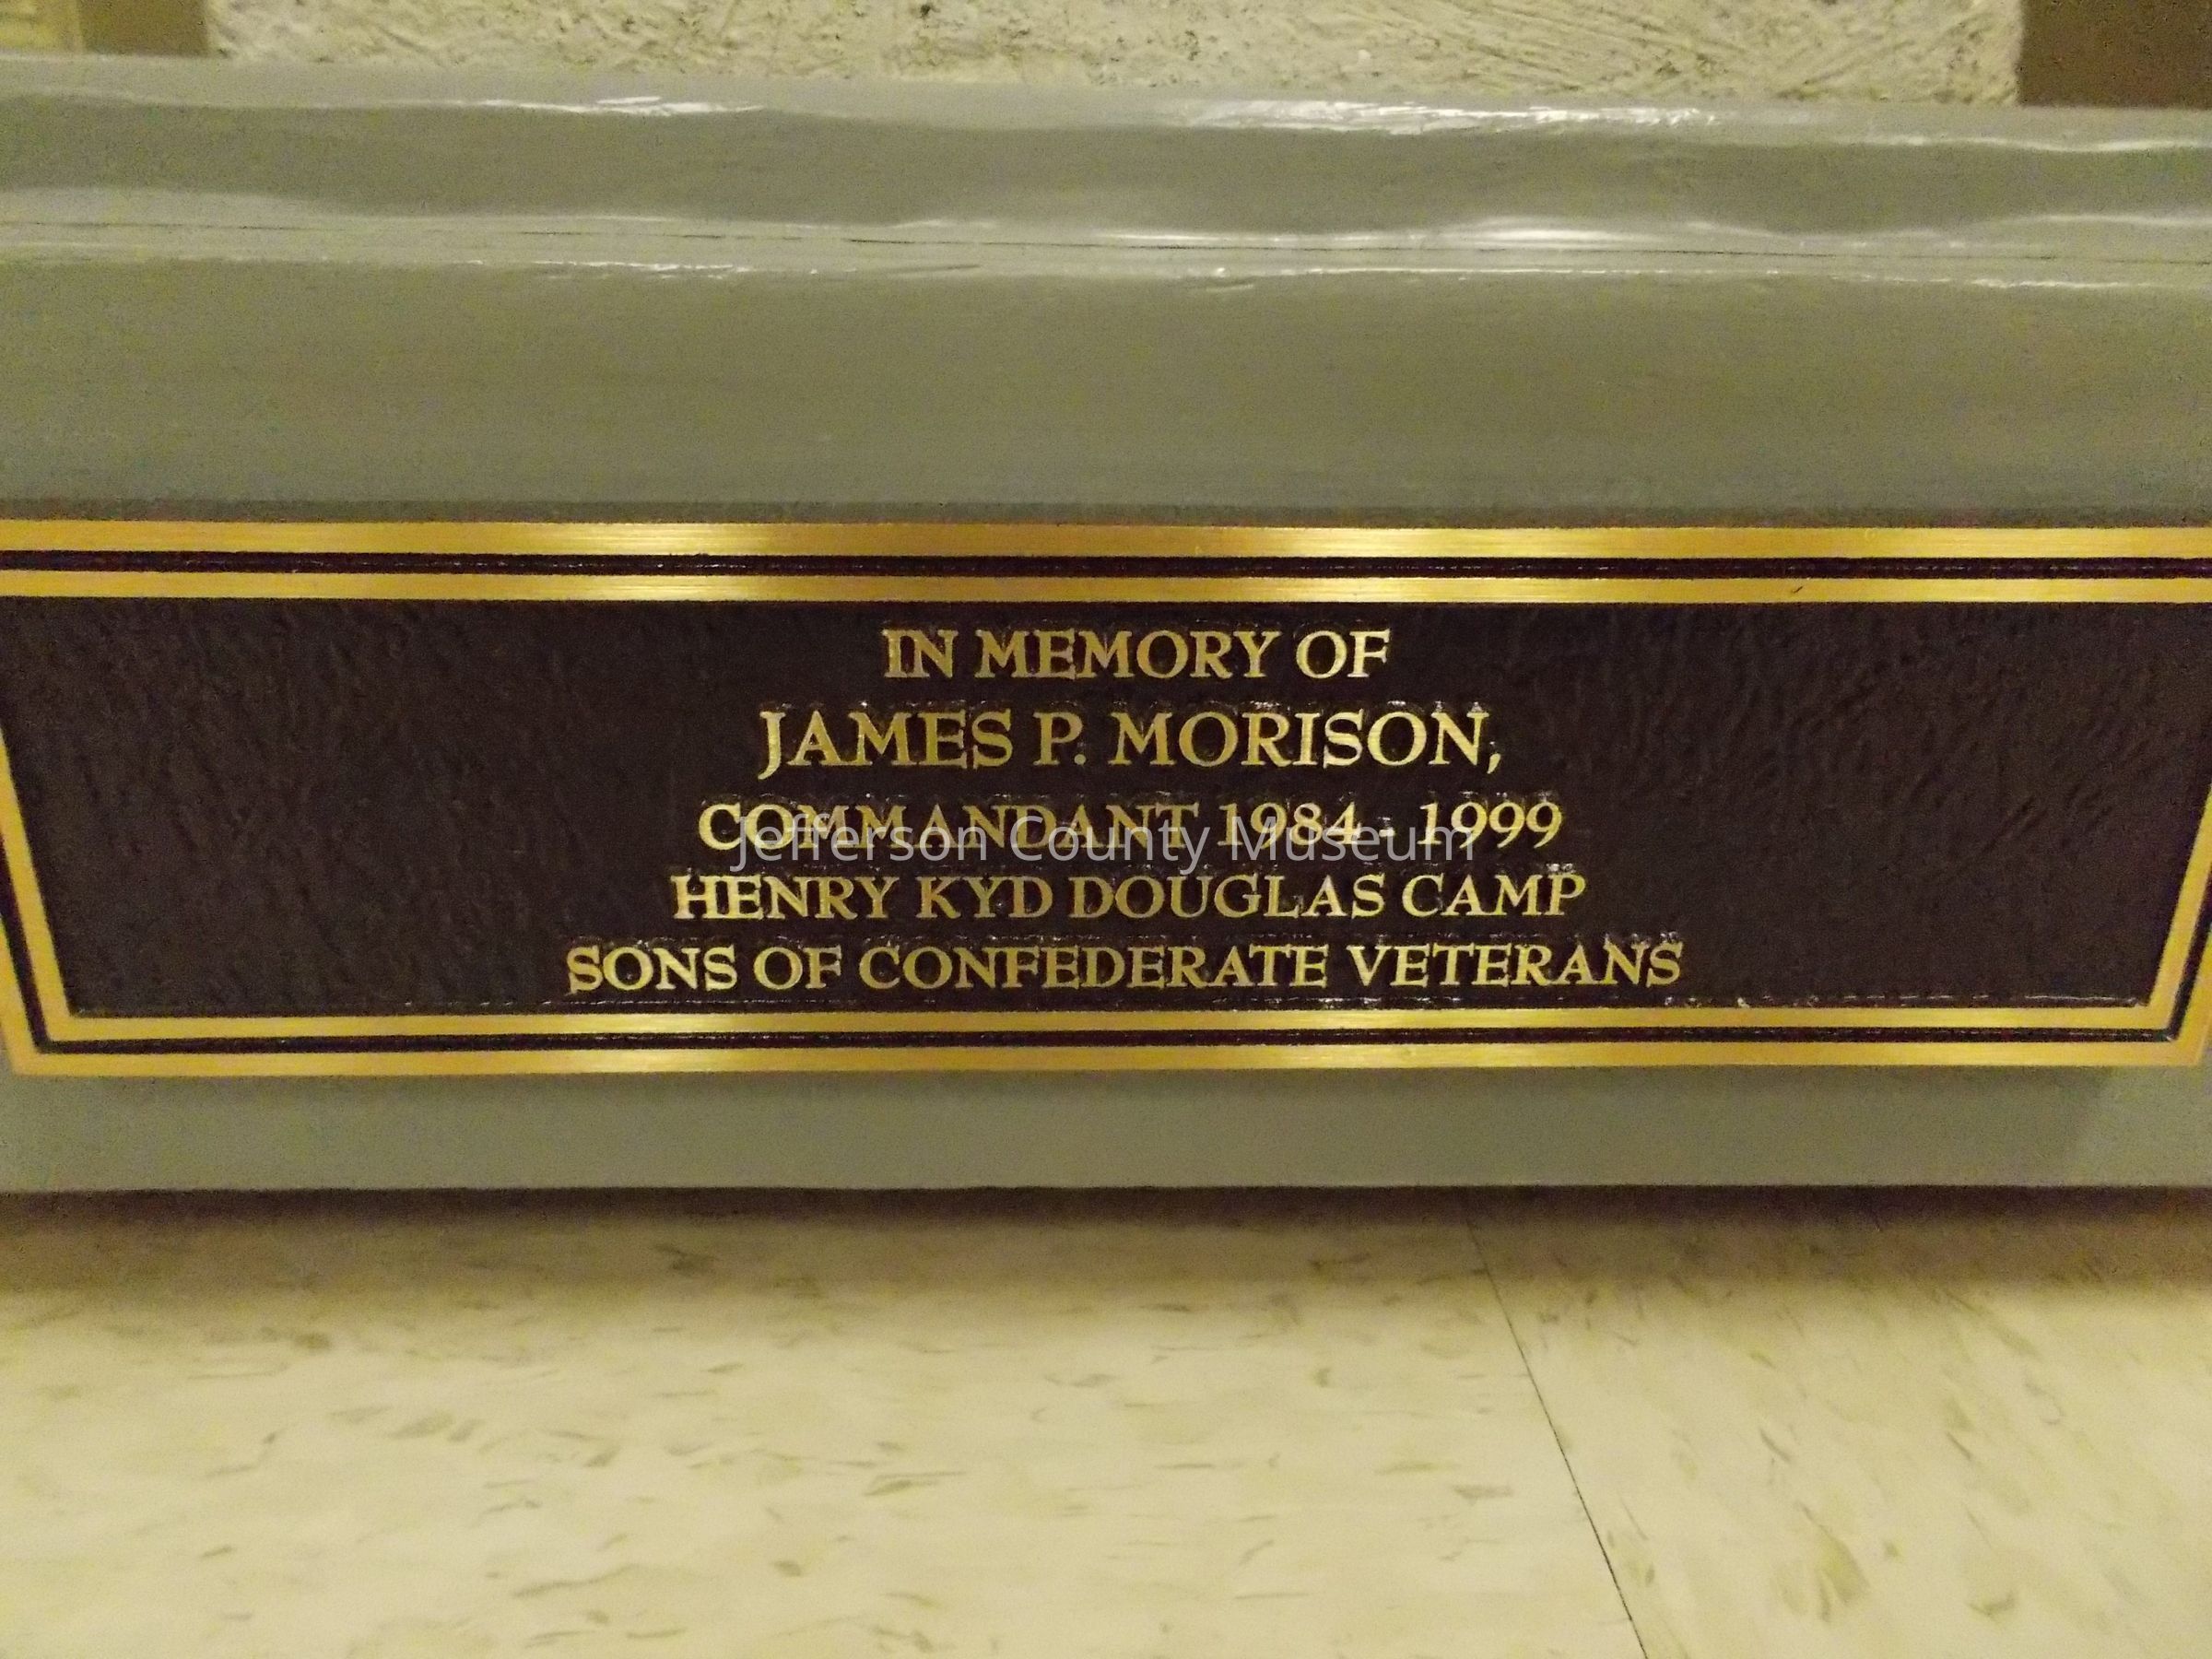 IN MEMORY OF
JAMES P. MORISON,
COMMANDANT 1984 - 1999
Jefferson County Museum
HENRY KYD DOUGLAS CAMP
SONS OF CONFEDERATE VETERANS